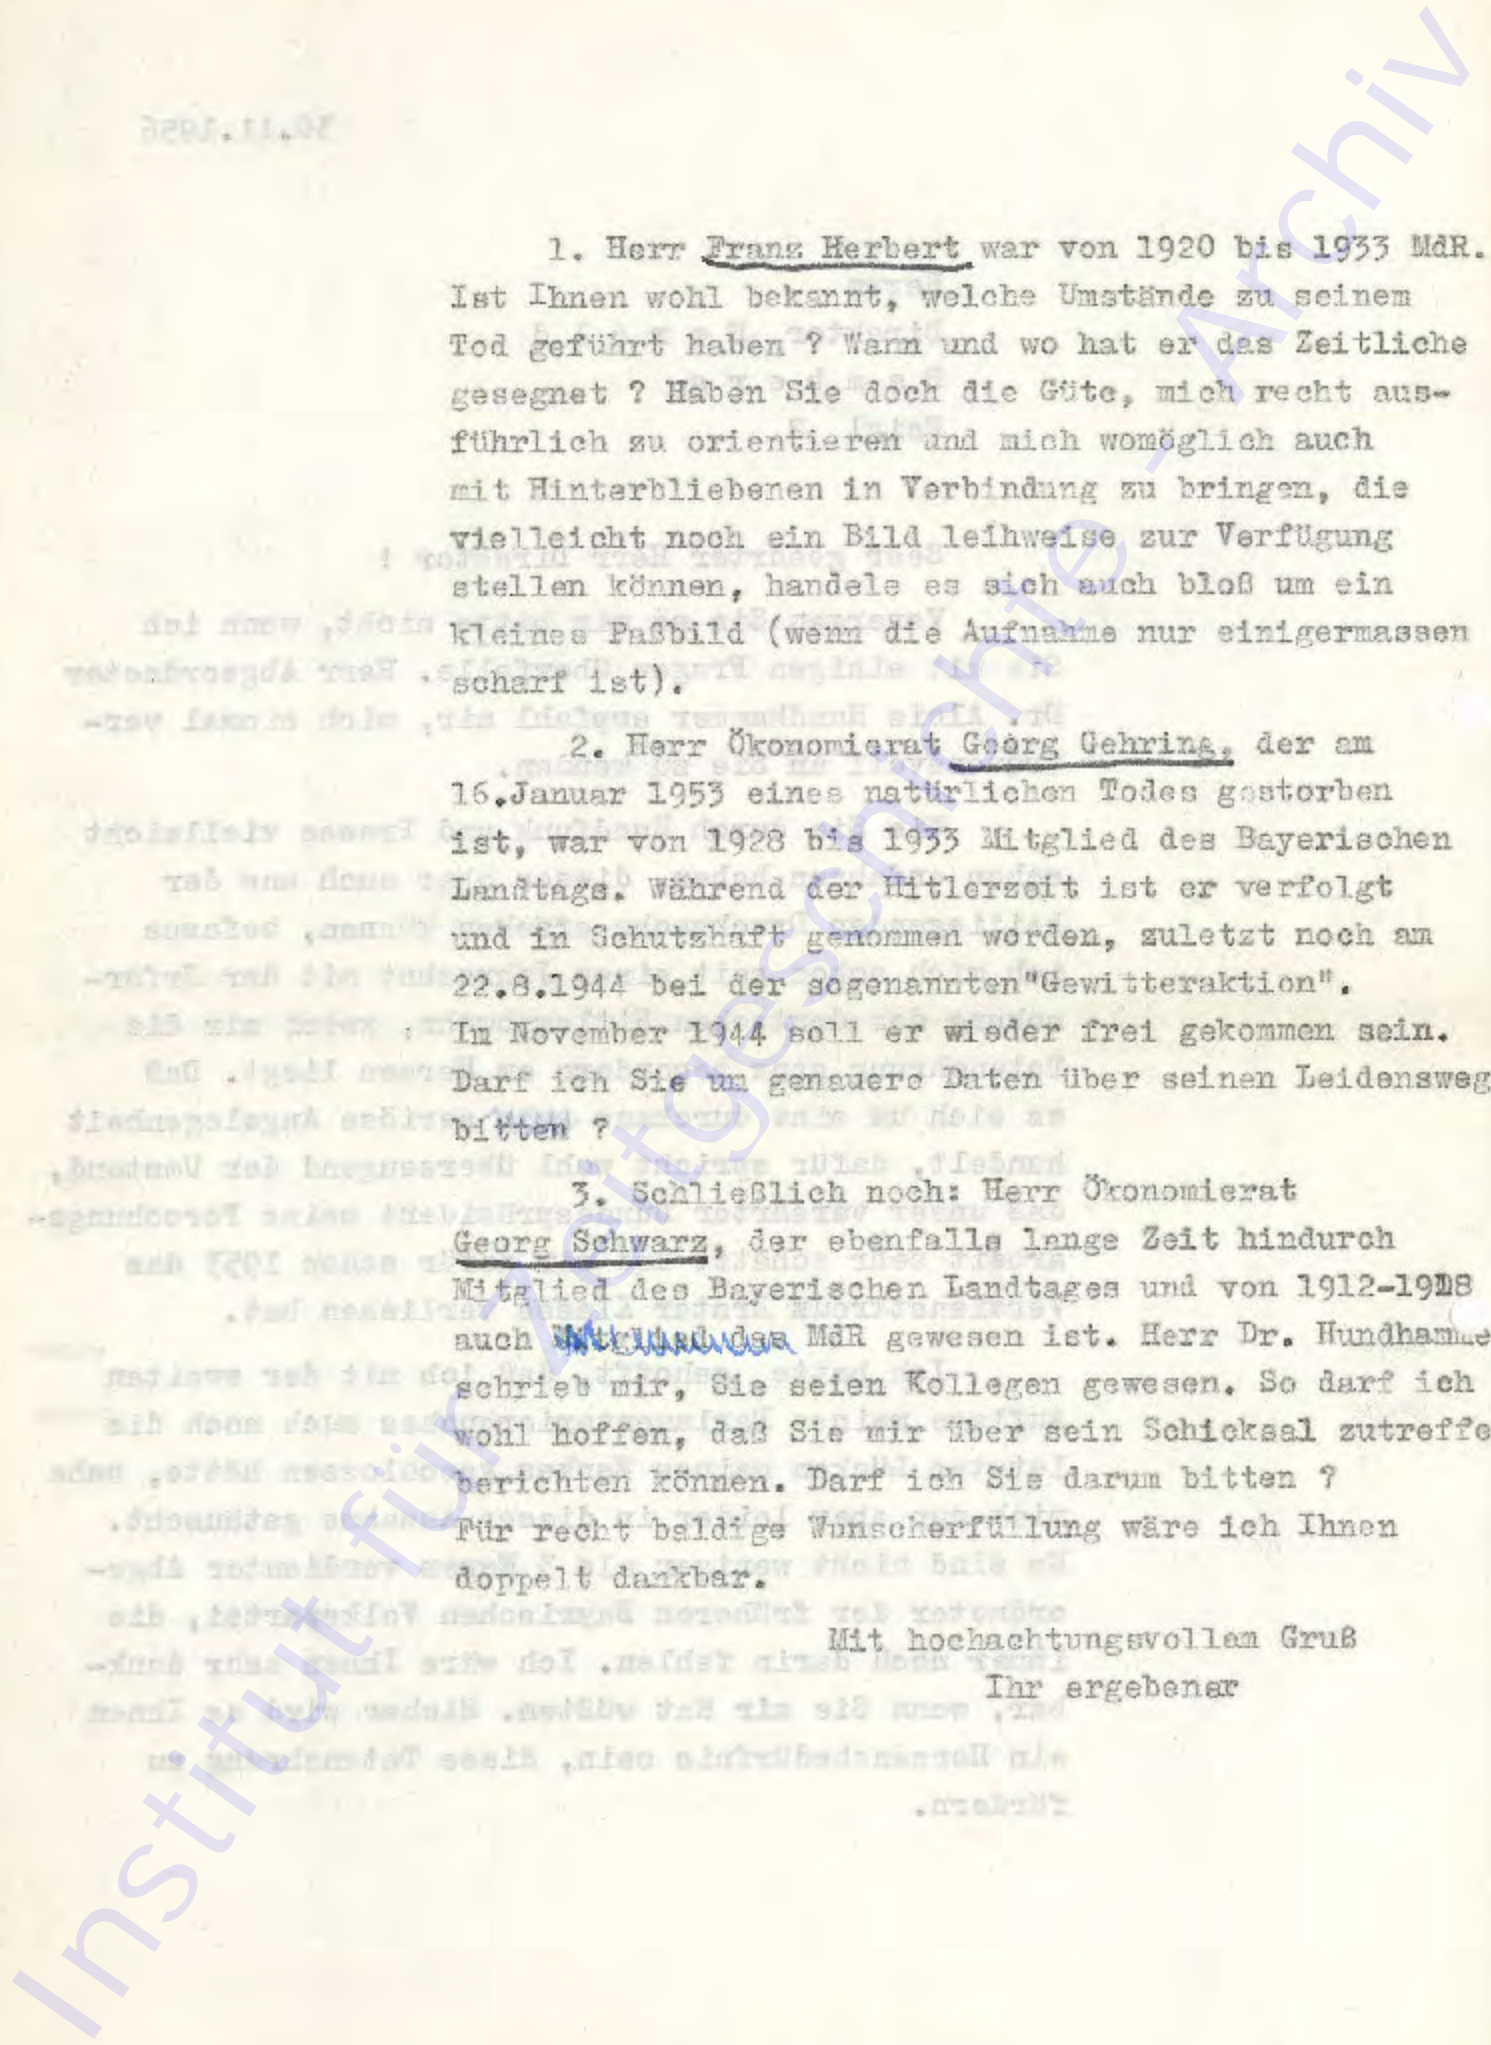 1. Herr Franz Herbert war von 1920 bis 1933 MdR.
Ist Ihnen wohl bekannt, welche Umstände zu seinem
Tod geführt haben ? Wann und wo hat er das Zeitliche
gesegnet ? Haben Sie doch die Güte, mich recht aus-
führlich zu orientieren und mich womöglich auch
mit Hinterbliebenen in Verbindung zu bringen, die
vielleicht noch ein Bild leihweise zur Verfügung
stellen können, handele es sich auch bloß um ein
kleines Paßbild (wenn die Aufnahme nur einigermassen
scharf ist).
2. Herr Ökonomierat Georg Gehring, der am
16.Januar 1953 eines natürlichen Todes gestorben
ist, war von 1928 bis 1933 Mitglied des Bayerischen
Landtags. Während der Hitlerzeit ist er verfolgt
und in Schutzhaft genommen worden, zuletzt noch am
22.8.1944 bei der sogenannten"Gewitteraktion".
Im November 1944 soll er wieder frei gekommen sein.
Darf ich Sie um genauere Daten über seinen Leidensweg
bitten ?
3. Schließlich noch: Herr Ökonomierat
Georg Schwarz, der ebenfalls lange Zeit hindurch
Mitglied des Bayerischen Landtages und von 1912-1918
auch Mitglied des MdR gewesen ist. Herr Dr. Hundhamme
schrieb mir, Sie seien Kollegen gewesen. So darf ich
wohl hoffen, daß Sie mir über sein Schicksal zutreffe
berichten können. Darf ich Sie darum bitten ?
Für recht baldige Wunscherfüllung wäre ich Ihnen
doppelt dankbar.
Mit hochachtungsvollem Gruß
Ihr ergebener
Institut für Zeitgeschichte - Archiv